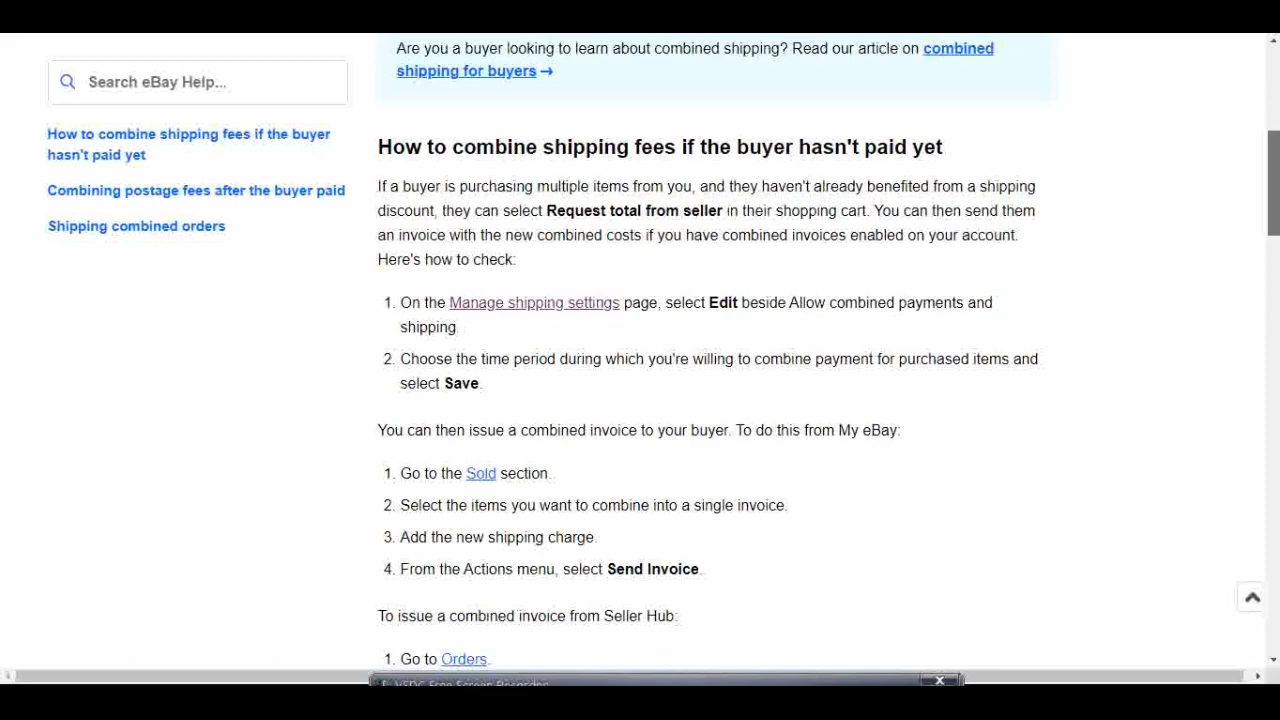 Are you a buyer looking to learn about combined shipping? Read our article on combined
shipping for buyers →
Search eBay Help...
How to combine shipping fees if the buyer
hasn't paid yet
Combining postage fees after the buyer paid
Shipping combined orders
How to combine shipping fees if the buyer hasn't paid yet
If a buyer is purchasing multiple items from you, and they haven't already benefited from a shipping
discount, they can select Request total from seller in their shopping cart. You can then send them
an invoice with the new combined costs if you have combined invoices enabled on your account.
Here's how to check:
1. On the Manage shipping settings page, select Edit beside Allow combined payments and
shipping.
2. Choose the time period during which you're willing to combine payment for purchased items and
select Save.
You can then issue a combined invoice to your buyer. To do this from My eBay:
1. Go to the Sold section.
2. Select the items you want to combine into a single invoice.
3. Add the new shipping charge.
4. From the Actions menu, select Send Invoice.
To issue a combined invoice from Seller Hub:
1. Go to Orders.
VSDC Free Screen Recorder